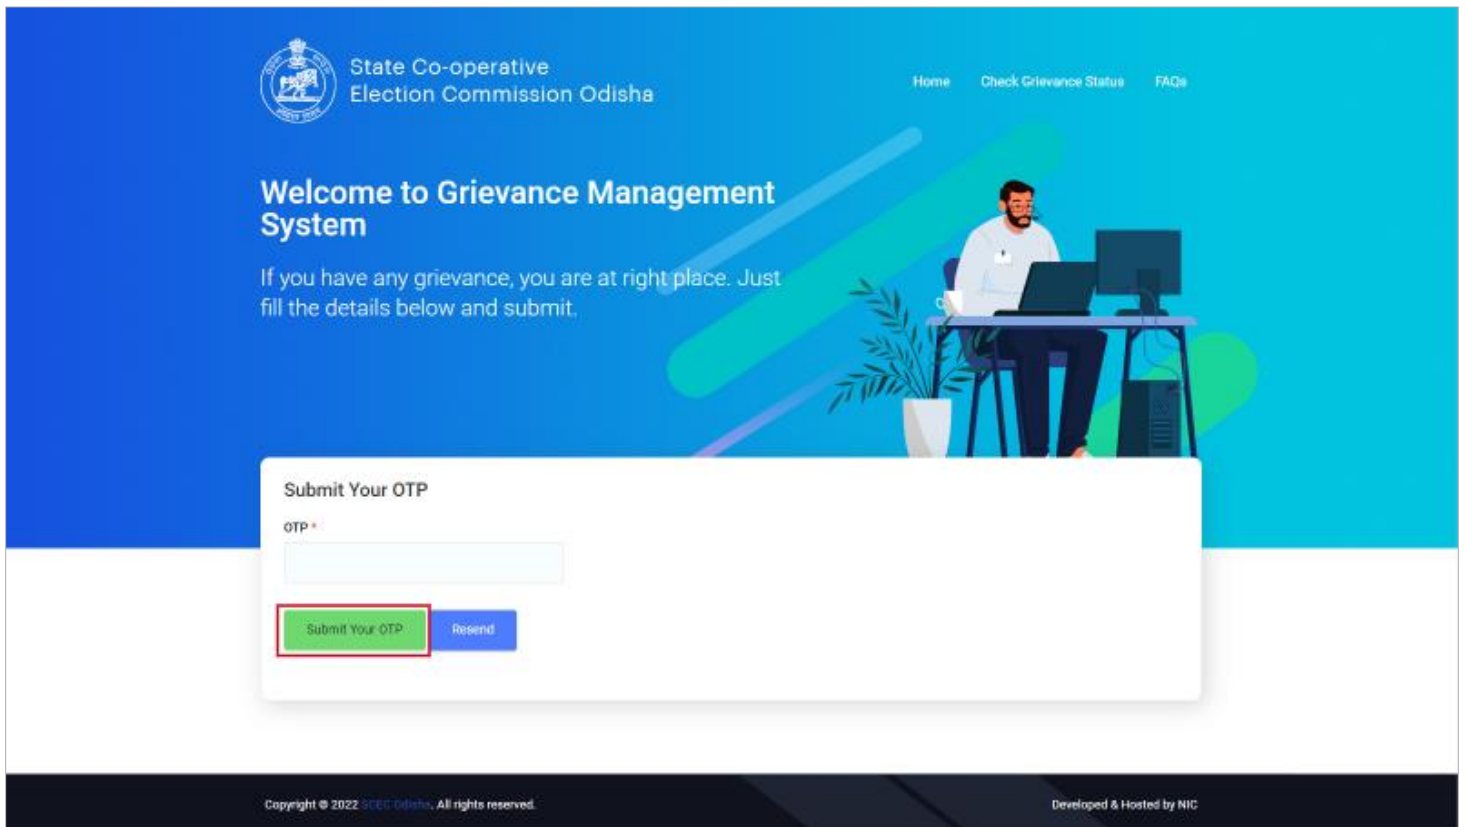 State Co-operative
Election Commission Odisha
Home Check Grievance Status FAQs
Welcome to Grievance Management
System
If you have any grievance, you are at right place. Just
fill the details below and submit.
Submit Your OTP
OTP *
Submit Your OTP Resend
Copyright © 2022 SCEC Odisha, All rights reserved. Developed & Hosted by NIC